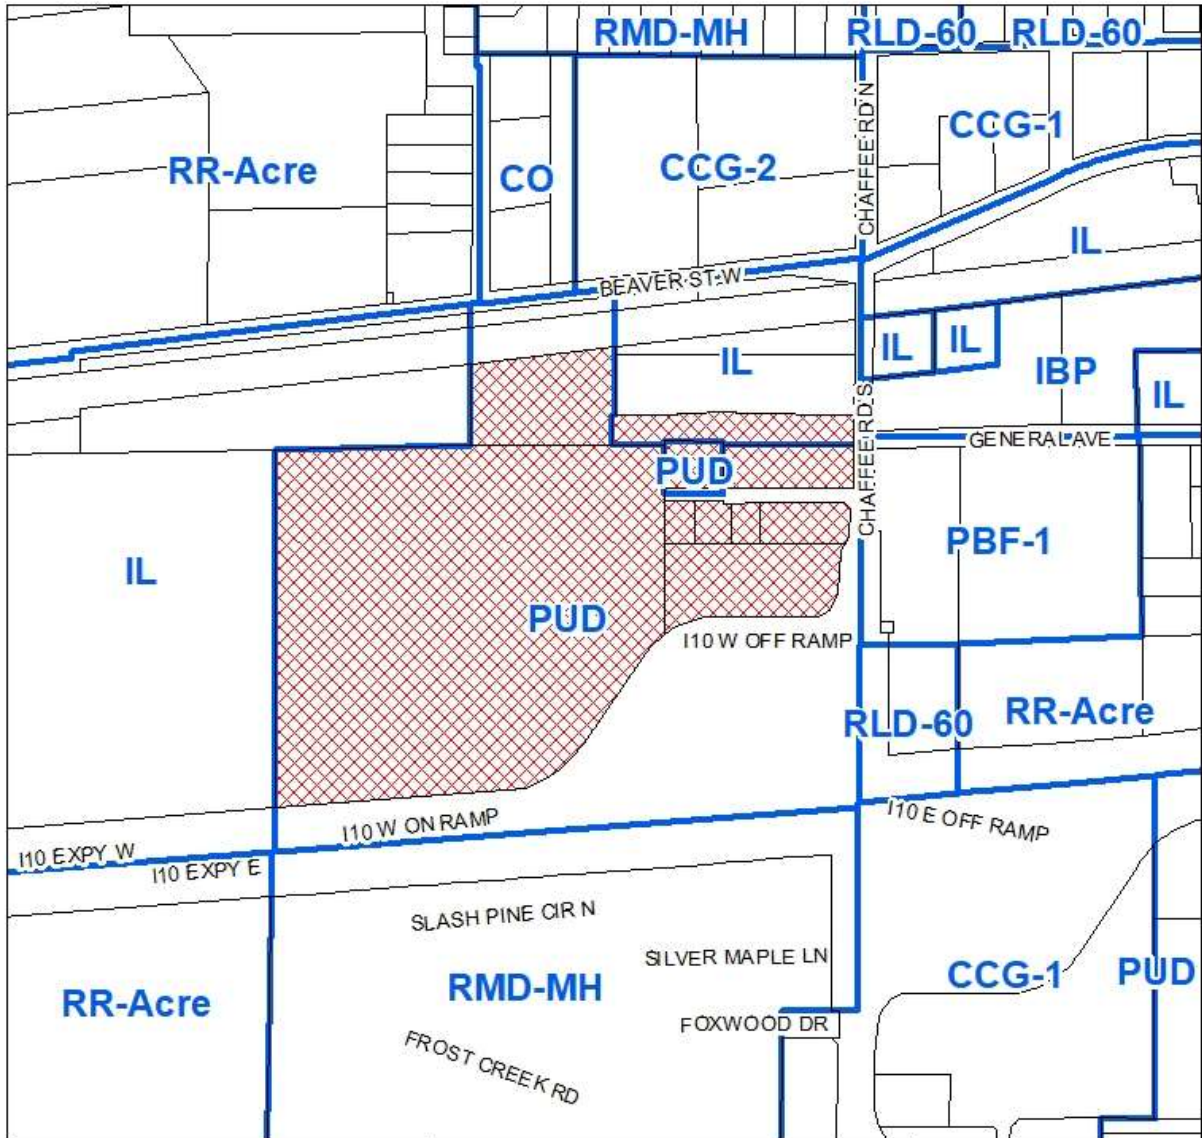 RMD-MH
RLD-60
RLD-60
CCG-1
RR-Acre
CO
CCG-2
CHAFFEE RD N
IL
BEAVER ST W
IL
IL
IL
IBP
IL
CHAFFEE RD S
GENERAL AVE
PUD
PBF-1
IL
PUD
I10 W OFF RAMP
RLD-60
RR-Acre
I10 W ON RAMP
I10 E OFF RAMP
I10 EXPY W
I10 EXPY E
SLASH PINE CIR N
SILVER MAPLE LN
RR-Acre
RMD-MH
CCG-1
PUD
FOXWOOD DR
FROST CREEK RD